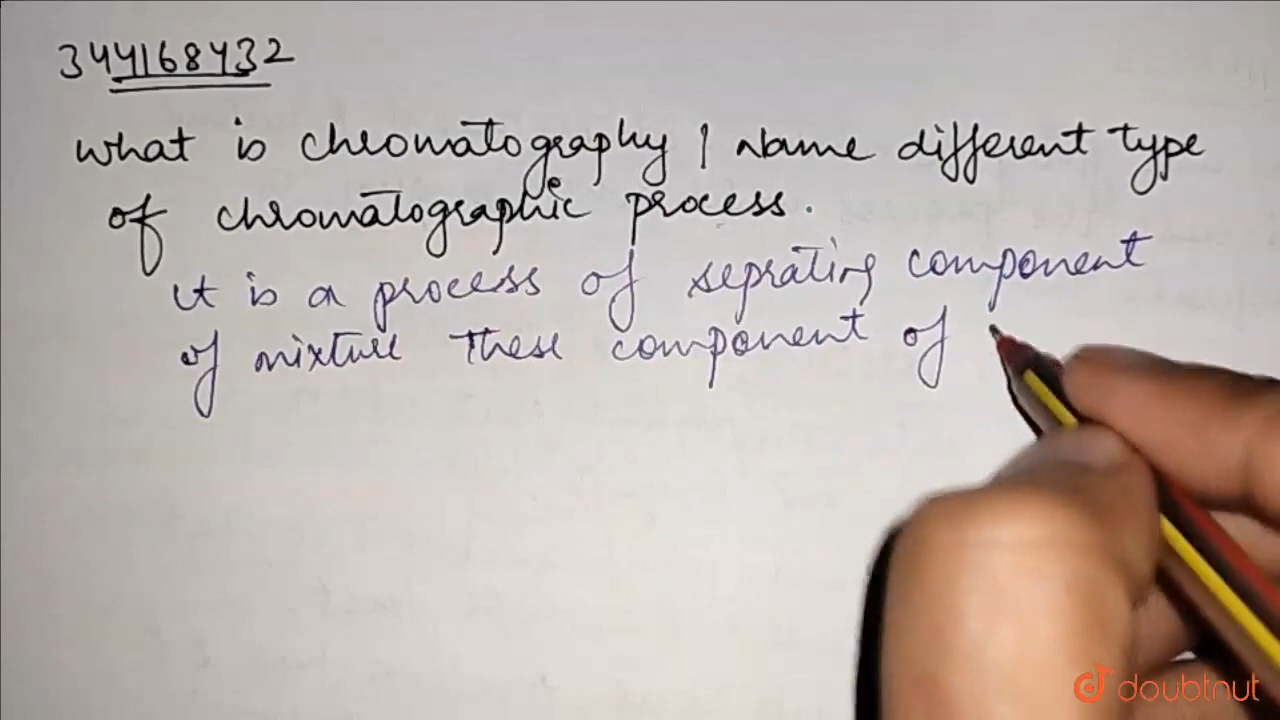 344168432
What is chromatography | Name different type
of chromatographic process.
it is a process of seprating component
of mixture These component of
doubtnut